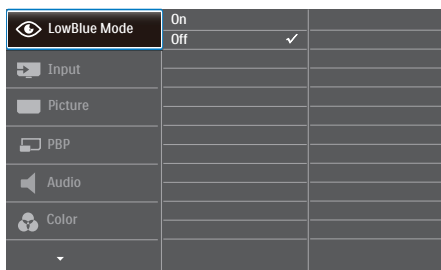 LowBlue Mode
On
Off
Input
Picture
PBP
Audio
Color